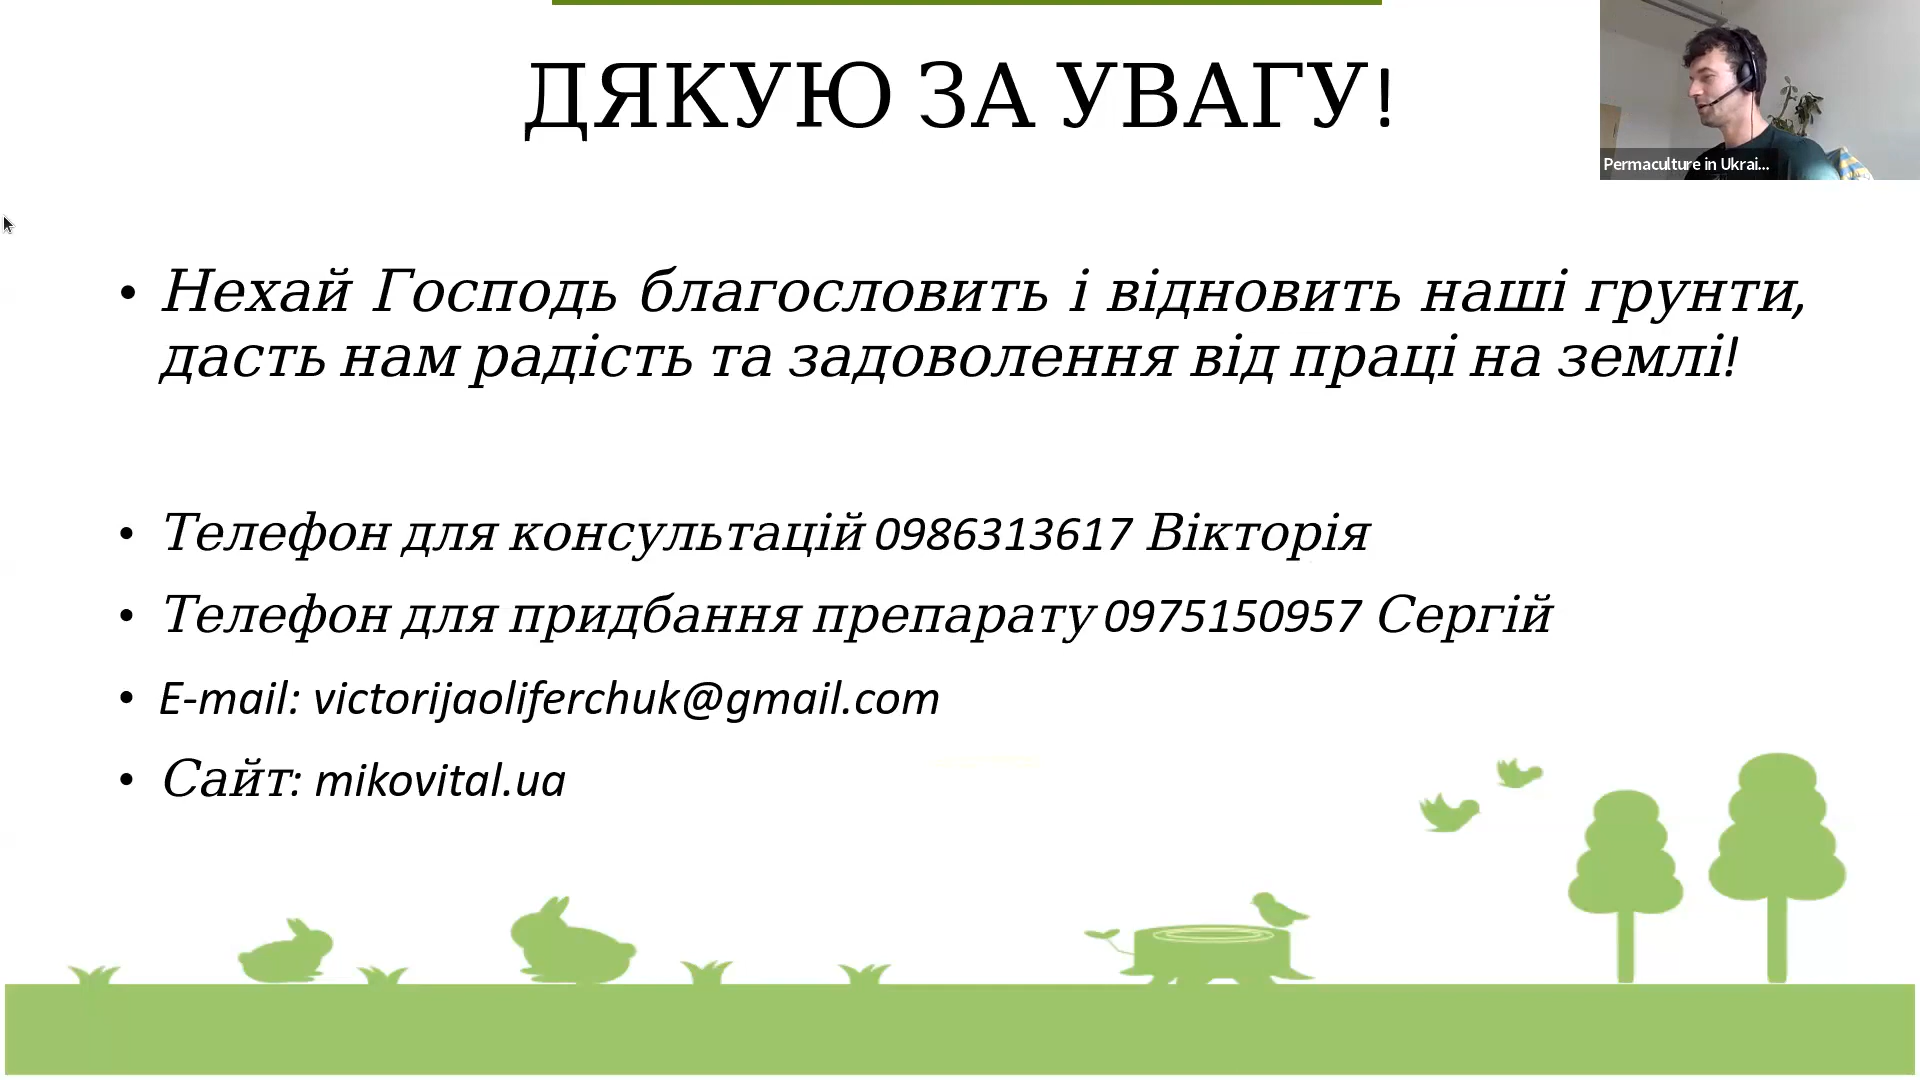 ДЯКУЮ ЗА УВАГУ!
Permaculture in Ukrai...
• Нехай Господь благословить і відновить наші грунти,
дасть нам радість та задоволення від праці на землі!
• Телефон для консультацій 0986313617 Вікторія
• Телефон для придбання препарату 0975150957 Сергій
• E-mail: victorijaoliferchuk@gmail.com
• Сайт: mikovital.ua